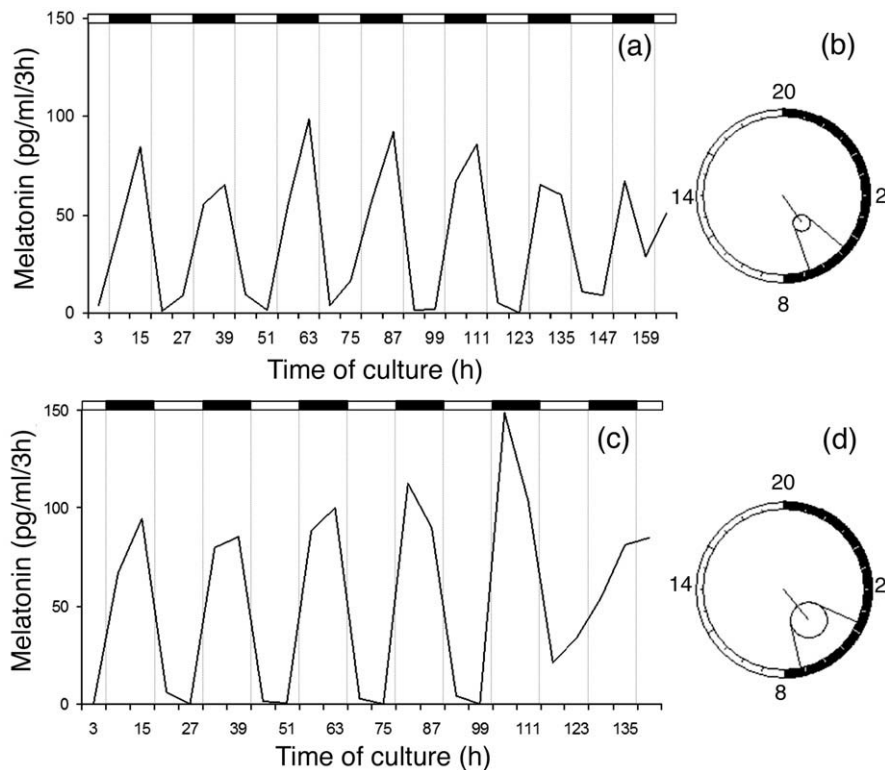 150
100
50
0
Melatonin (pg/ml/3h)
(a)
3 15 27 39 51 63 75 87 99 111 123 135 147 159
Time of culture (h)
(b)
20
14 2
8
150
100
50
0
Melatonin (pg/ml/3h)
(c)
3 15 27 39 51 63 75 87 99 111 123 135
Time of culture (h)
(d)
20
14 2
8